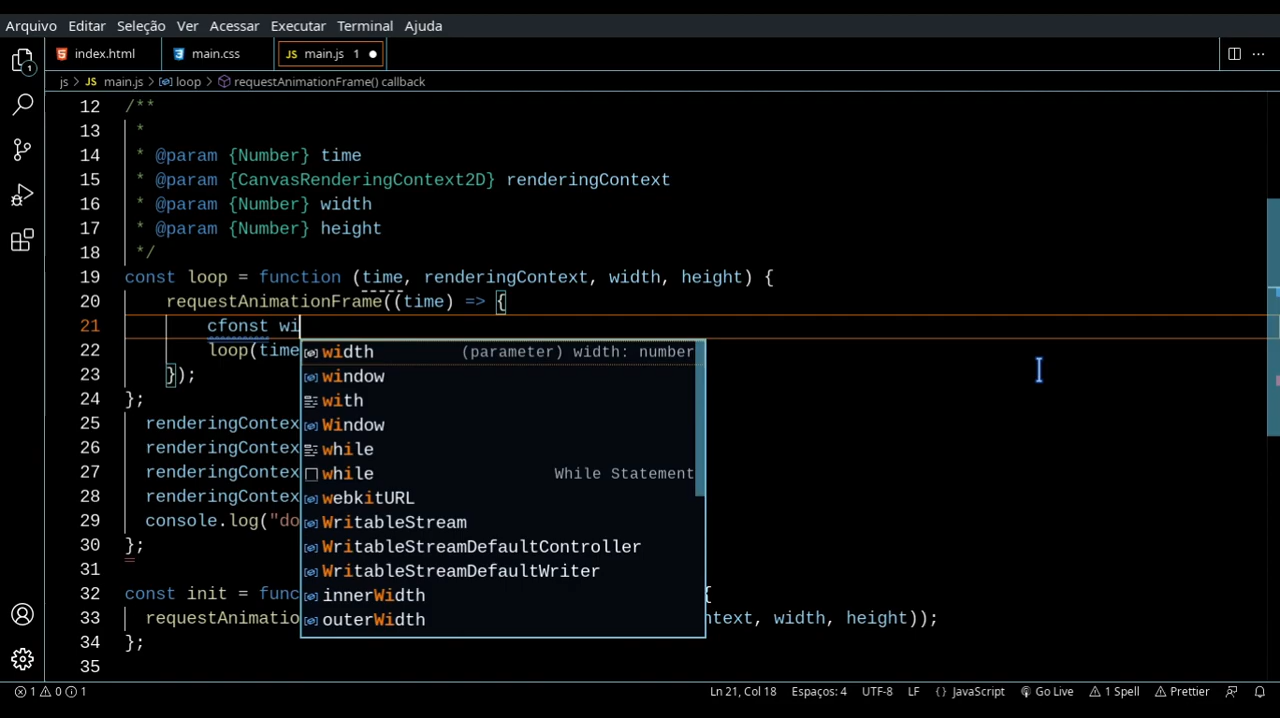 Arquivo Editar Seleção Ver Acessar Executar Terminal Ajuda
index.html main.css JS main.js 1
js > JS main.js > loop > requestAnimationFrame() callback
1
12 /**
13 *
14 * @param {Number} time
15 * @param {CanvasRenderingContext2D} renderingContext
16 * @param {Number} width
17 * @param {Number} height
18 */
19 const loop = function (time, renderingContext, width, height) {
20 requestAnimationFrame((time) => {
21 cfonst wi
width (parameter) width: number
22 loop(time
window
23 });
with
24 };
Window
25 renderingContex
while
26 renderingContex
while While Statement
27 renderingContex
webkitURL
28 renderingContex
WritableStream
29 console.log("do
WritableStreamDefaultController
30 };
WritableStreamDefaultWriter
31
innerWidth
32 const init = func {
outerWidth
33 requestAnimatio ntext, width, height));
34 };
35
1 0 1 Ln 21, Col 18 Espaços: 4 UTF-8 LF {} JavaScript Go Live 1 Spell Prettier